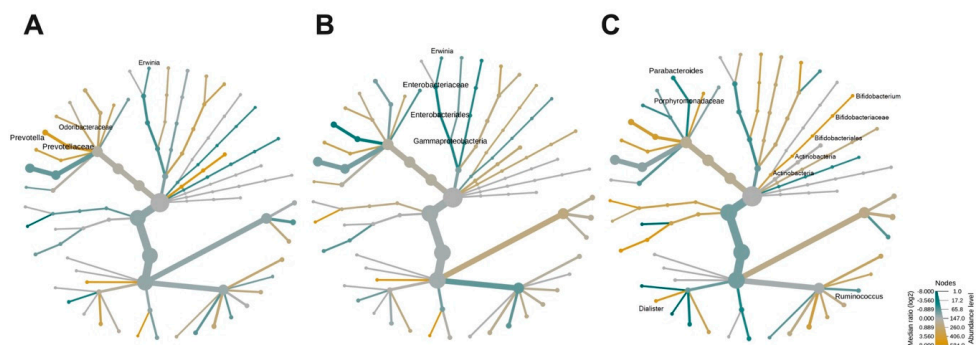 A
B
C
Erwinia
Odoribacteraceae
Prevotella
Prevotellaceae
Erwinia
Enterobacteriaceae
Enterobacteriales
Gammaproteobacteria
Parabacteroides
Porphyromonadaceae
Bifidobacterium
Bifidobacteriaceae
Bifidobacteriales
Actinobacteria
Actinobacteria
Dialister
Ruminococcus
Nodes
-8.000 1.0
-3.560 17.2
-0.889 65.8
0.000 147.0
0.889 260.0
3.560 406.0
Median ratio (log2)
Abundance level